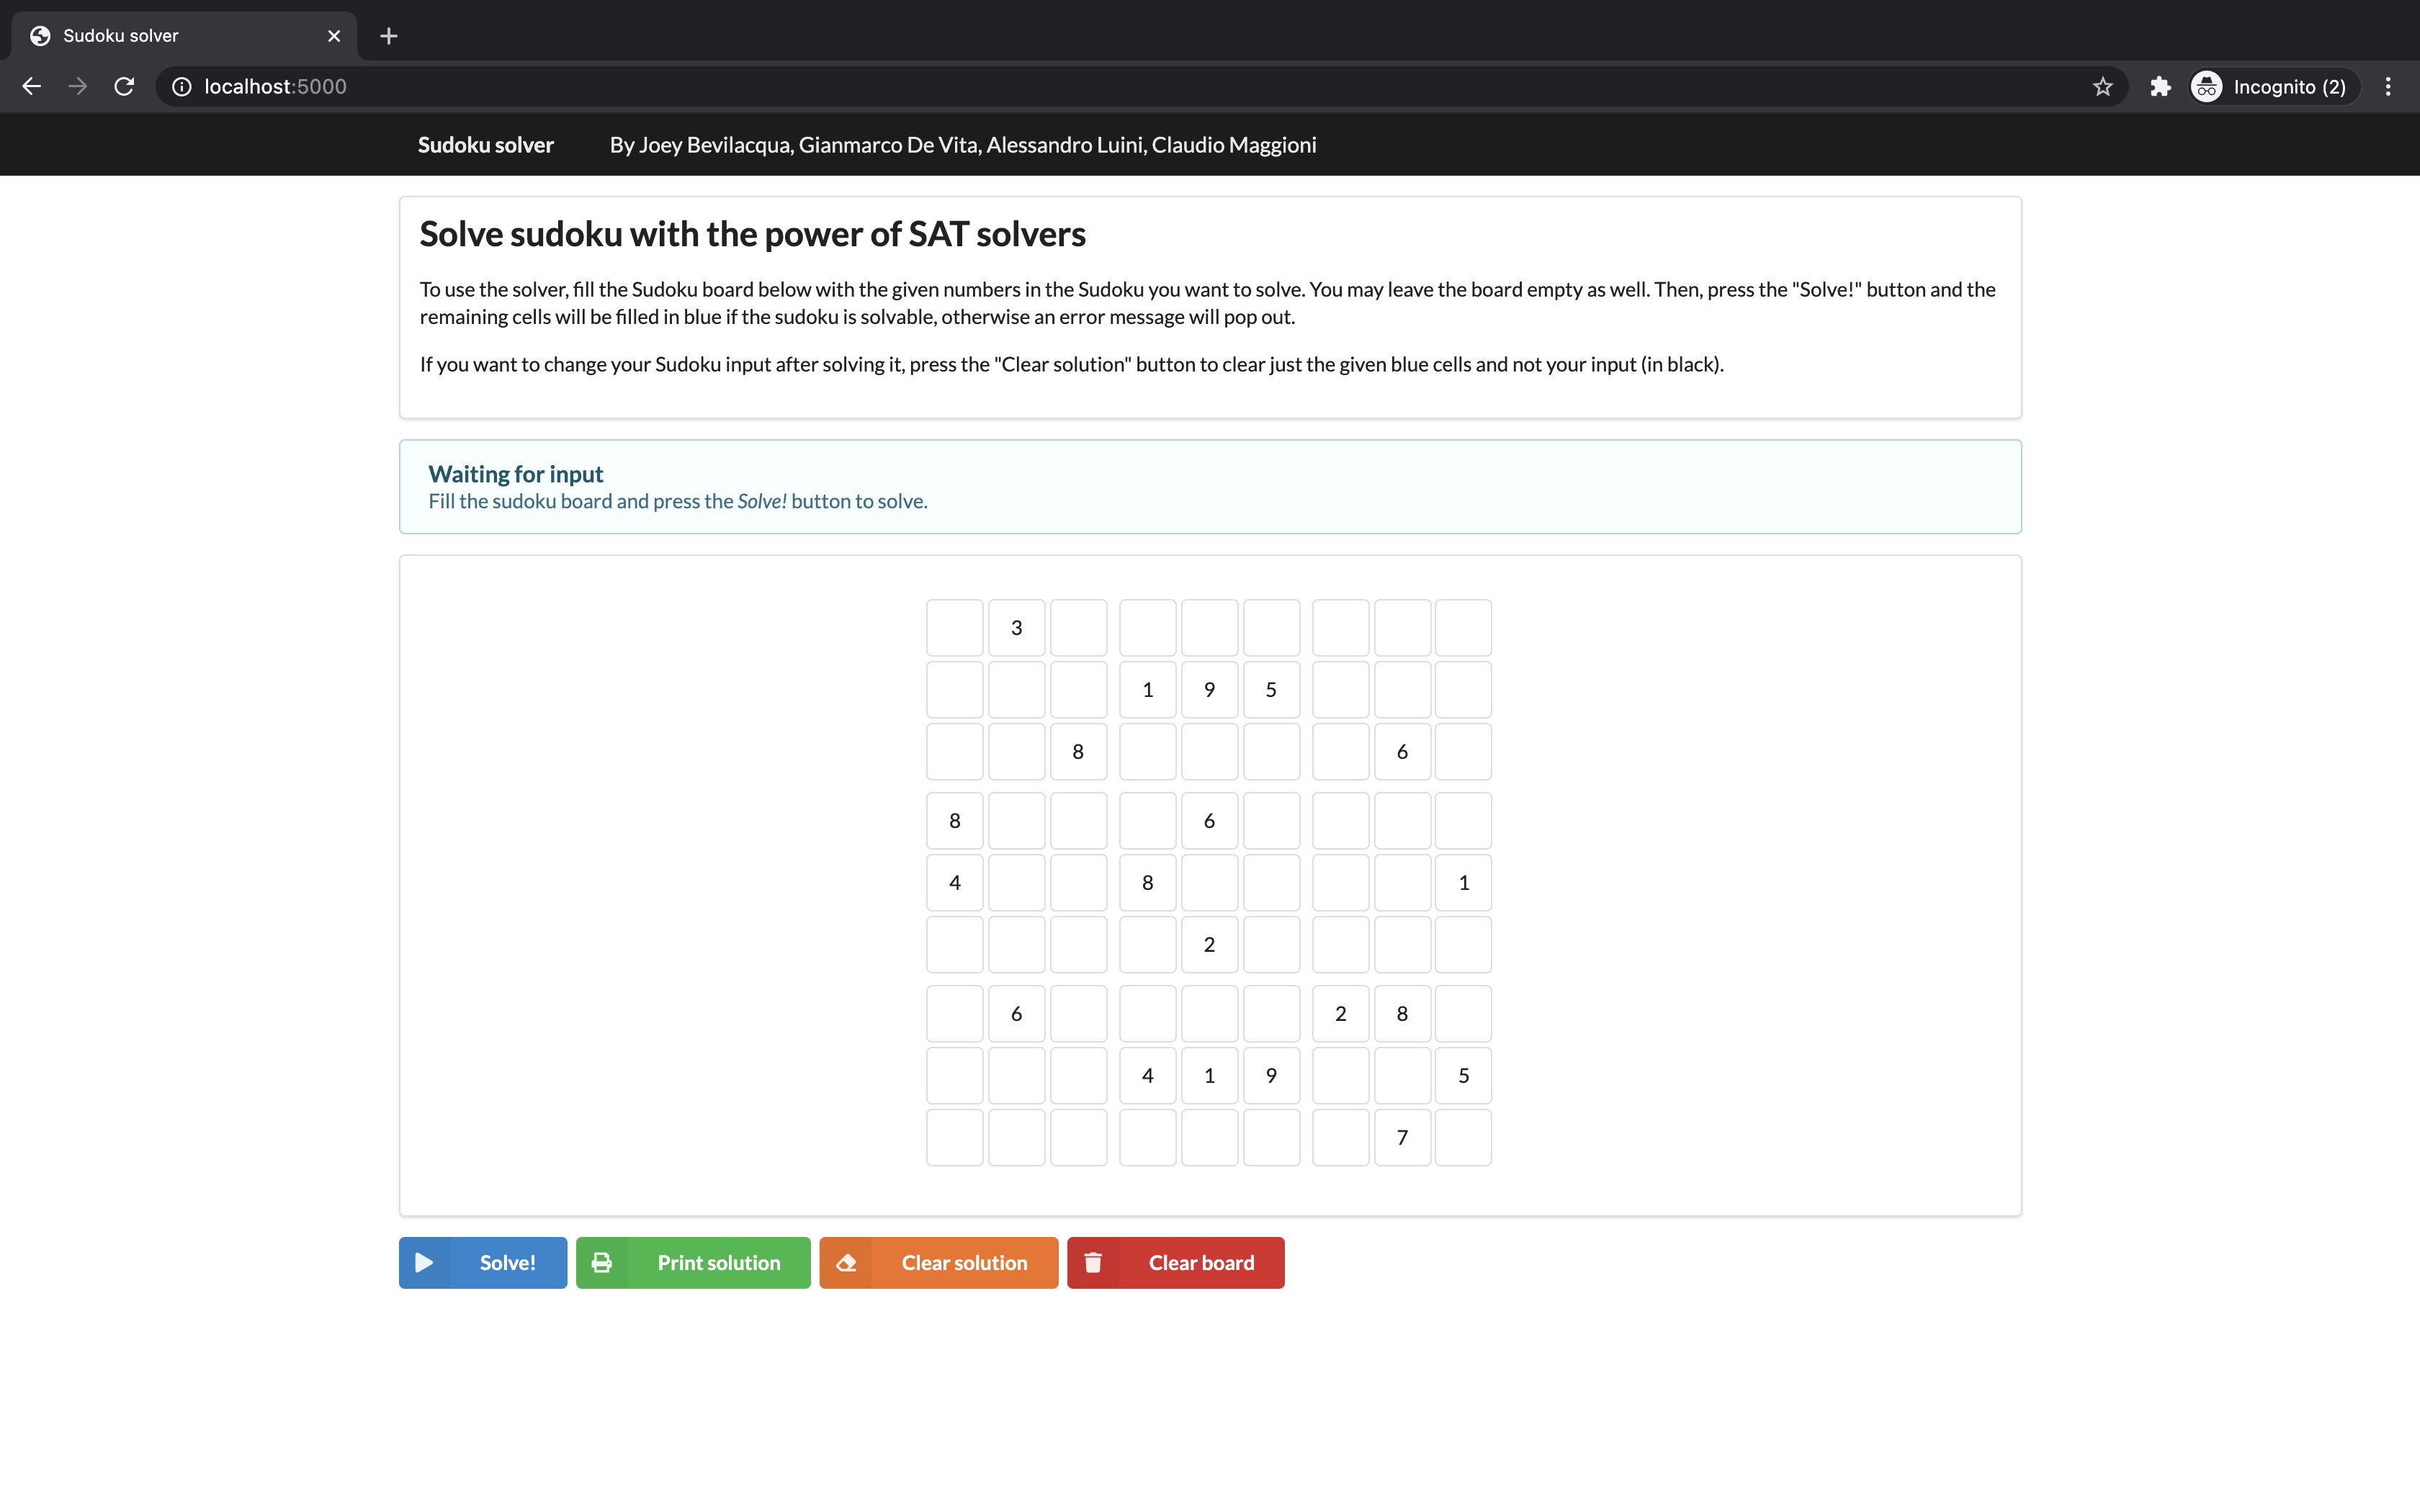 Sudoku solver
localhost:5000
Incognito (2)
Sudoku solver By Joey Bevilacqua, Gianmarco De Vita, Alessandro Luini, Claudio Maggioni
Solve sudoku with the power of SAT solvers
To use the solver, fill the Sudoku board below with the given numbers in the Sudoku you want to solve. You may leave the board empty as well. Then, press the "Solve!" button and the
remaining cells will be filled in blue if the sudoku is solvable, otherwise an error message will pop out.
If you want to change your Sudoku input after solving it, press the "Clear solution" button to clear just the given blue cells and not your input (in black).
Waiting for input
Fill the sudoku board and press the Solve! button to solve.
3
1 9 5
8 6
8 6
4 8 1
2
6 2 8
4 1 9 5
7
Solve! Print solution Clear solution Clear board